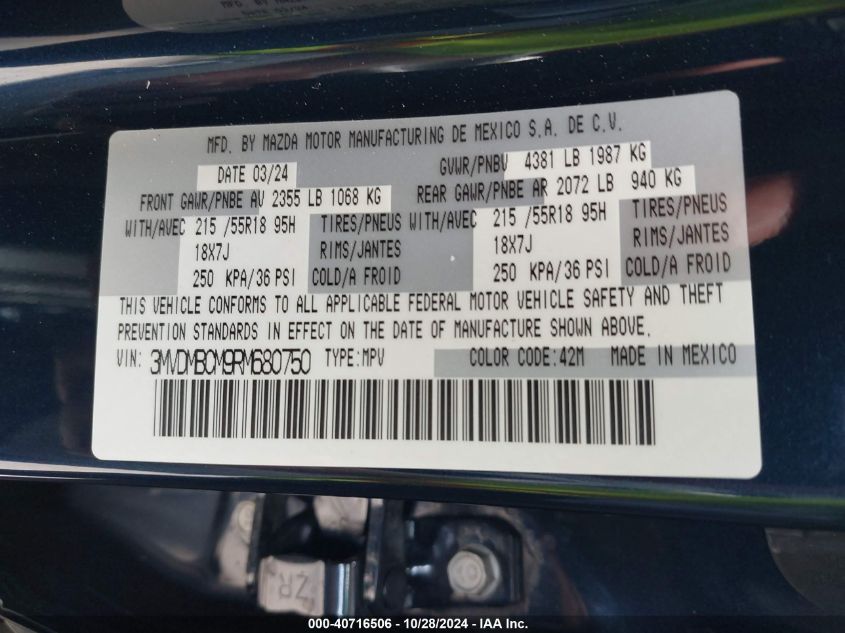 MFD. BY MAZDA MOTOR MANUFACTURING DE MEXICO S.A. DE C.V.
DATE 03/24 GVWR/PNBV 4381 LB 1987 KG
FRONT GAWR/PNBE AV 2355 LB 1068 KG REAR GAWR/PNBE AR 2072 LB 940 KG
WITH/AVEC 215 /55R18 95H TIRES/PNEUS WITH/AVEC 215 /55R18 95H TIRES/PNEUS
18X7J RIMS/JANTES 18X7J RIMS/JANTES
250 KPA/36 PSI COLD/A FROID 250 KPA/36 PSI COLD/A FROID
THIS VEHICLE CONFORMS TO ALL APPLICABLE FEDERAL MOTOR VEHICLE SAFETY AND THEFT
PREVENTION STANDARDS IN EFFECT ON THE DATE OF MANUFACTURE SHOWN ABOVE.
VIN: 3MVDMBCM9RM680750 TYPE:MPV COLOR CODE:42M MADE IN MEXICO
ZR
000-40716506 - 10/28/2024 - IAA Inc.